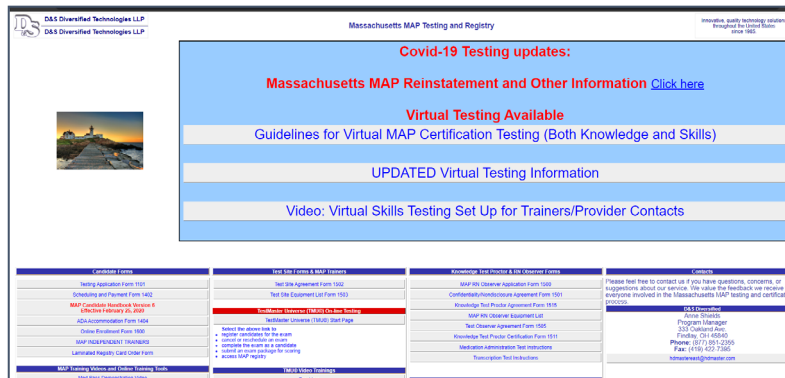 D&S Diversified Technologies LLP
D&S Diversified Technologies LLP
Massachusetts MAP Testing and Registry
Innovative, quality technology solution
throughout the United States
since 1985.
Covid-19 Testing updates:
Massachusetts MAP Reinstatement and Other Information Click here
Virtual Testing Available
Guidelines for Virtual MAP Certification Testing (Both Knowledge and Skills)
UPDATED Virtual Testing Information
Video: Virtual Skills Testing Set Up for Trainers/Provider Contacts
Candidate Forms
Testing Application Form 1101
Scheduling and Payment Form 1402
MAP Candidate Handbook Version 6
Effective February 25, 2020
ADA Accommodation Form 1404
Online Enrollment Form 1600
MAP INDEPENDENT TRAINERS
Laminated Registry Card Order Form
MAP Training Videos and Online Training Tools
Test Site Forms & MAP Trainers
Test Site Agreement Form 1502
Test Site Equipment List Form 1503
TestMaster Universe (TMU©) On-line Testing
TestMaster Universe (TMU©) Start Page
Select the above link to
register candidates for the exam
cancel or reschedule an exam
complete the exam as a candidate
submit an exam package for scoring
access MAP registry
TMU© Video Trainings
Knowledge Test Proctor & RN Observer Forms
MAP RN Observer Application Form 1500
Confidentiality/Nondisclosure Agreement Form 1501
Knowledge Test Proctor Agreement Form 1515
MAP RN Observer Equipment List
Test Observer Agreement Form 1505
Knowledge Test Proctor Certification Form 1511
Medication Administration Test Instructions
Transcription Test Instructions
Contacts
Please feel free to contact us if you have questions, concerns, or
suggestions about our service. We value the feedback we receive
everyone involved in the Massachusetts MAP testing and certificat
process.
D&S Diversified
Anne Shields
Program Manager
333 Oakland Ave.
Findlay, OH 45840
Phone: (877) 851-2355
Fax: (419) 422-7395
hdmastereast@hdmaster.com